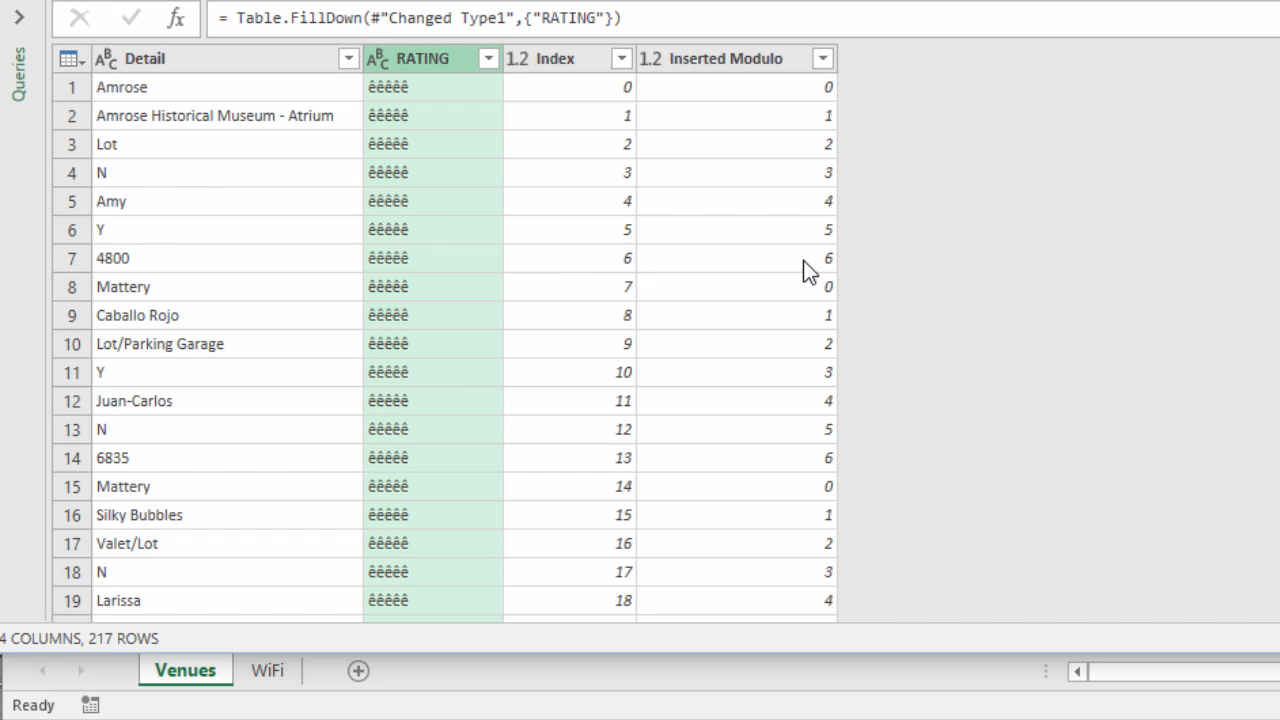 = Table.FillDown(#"Changed Type1",{"RATING"})
Queries
Detail RATING 1.2 Index 1.2 Inserted Modulo
1 Amrose êêêêê 0 0
2 Amrose Historical Museum - Atrium êêêêê 1 1
3 Lot êêêêê 2 2
4 N êêêêê 3 3
5 Amy êêêêê 4 4
6 Y êêêêê 5 5
7 4800 êêêêê 6 6
8 Mattery êêêêê 7 0
9 Caballo Rojo êêêêê 8 1
10 Lot/Parking Garage êêêêê 9 2
11 Y êêêêê 10 3
12 Juan-Carlos êêêêê 11 4
13 N êêêêê 12 5
14 6835 êêêêê 13 6
15 Mattery êêêêê 14 0
16 Silky Bubbles êêêêê 15 1
17 Valet/Lot êêêêê 16 2
18 N êêêêê 17 3
19 Larissa êêêêê 18 4
4 COLUMNS, 217 ROWS
Venues WiFi
Ready